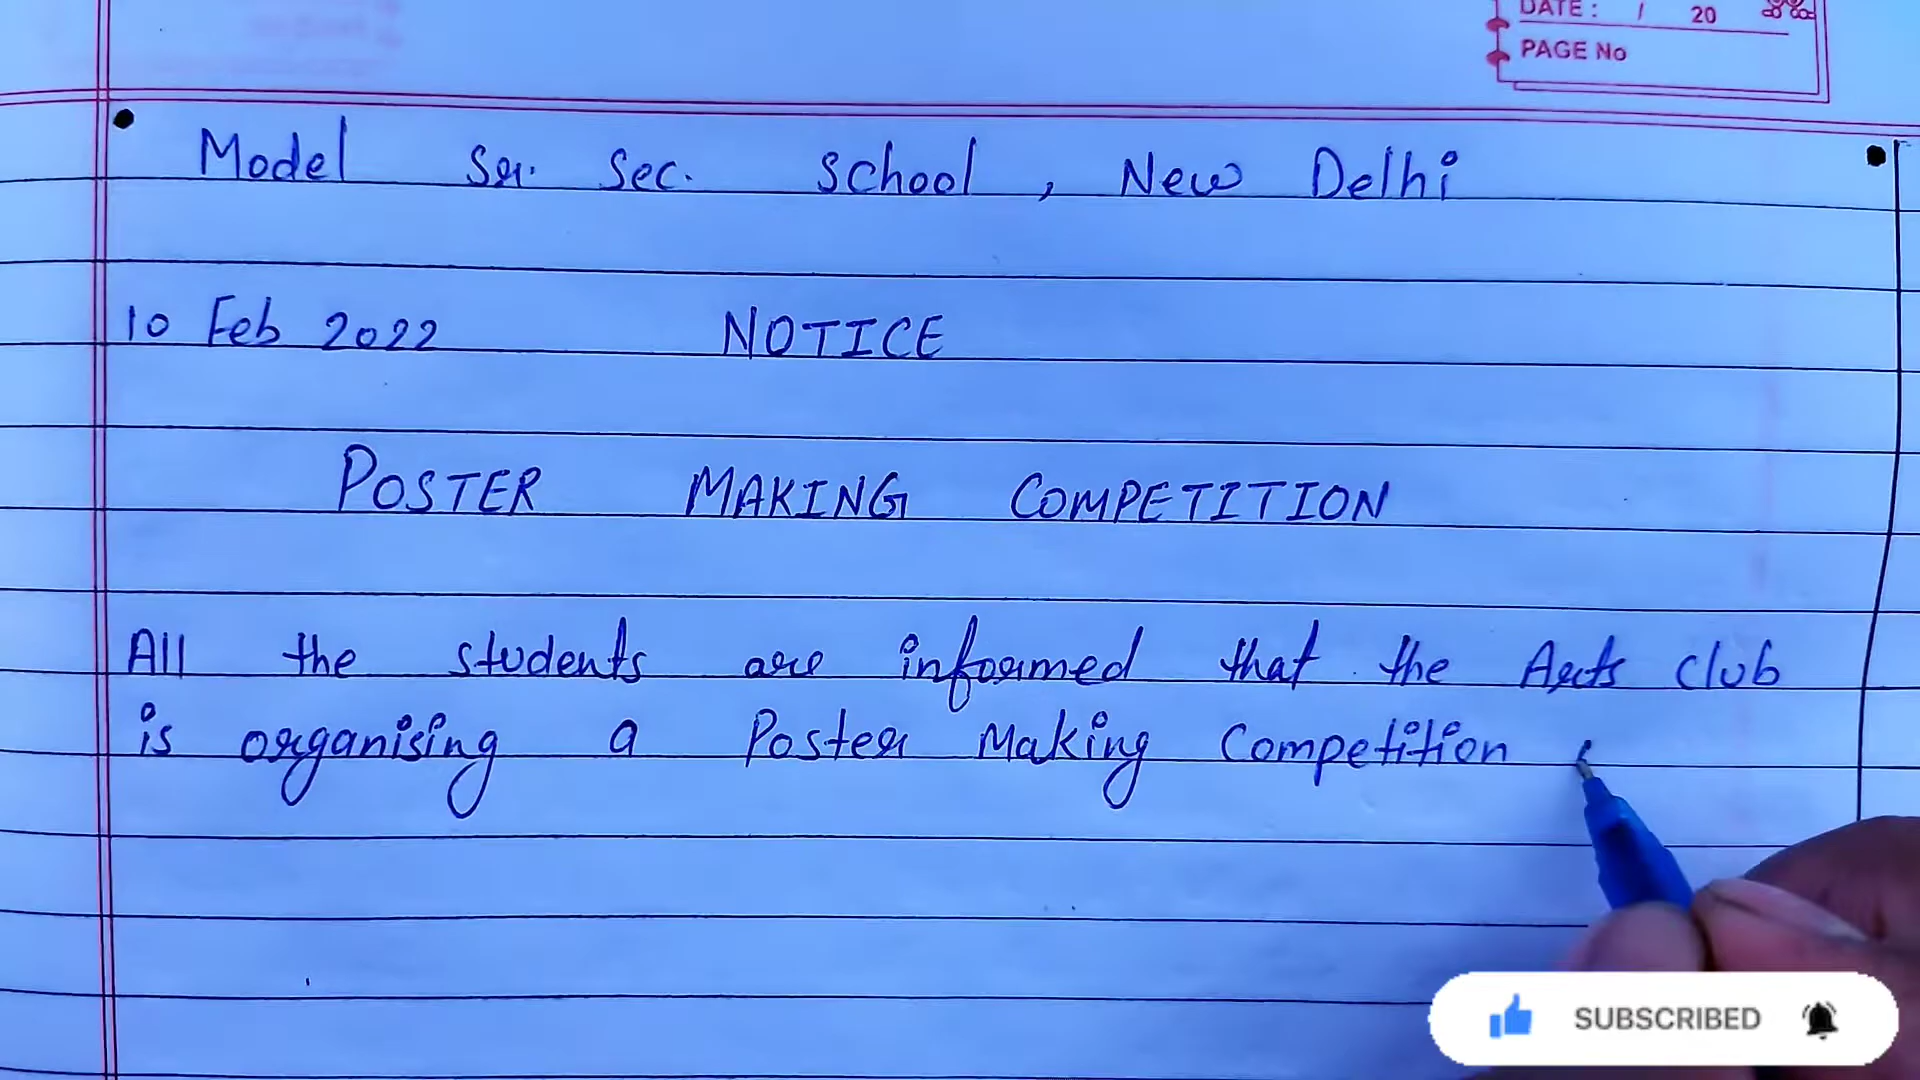 DATE : / 20
PAGE No
Model Sr. Sec. School, New Delhi
10 Feb 2022 NOTICE
POSTER MAKING COMPETITION
All the students are informed that the Arts club
is organising a Poster Making Competition
SUBSCRIBED